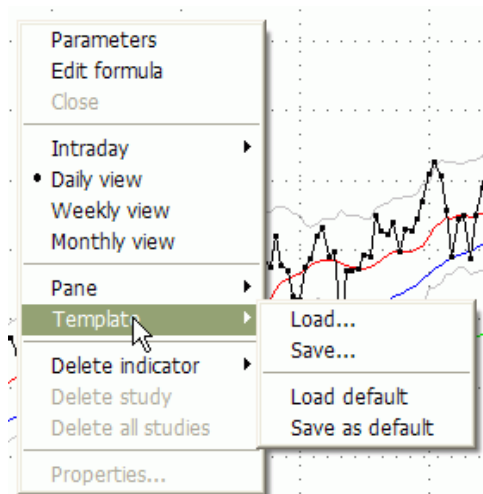 Parameters
Edit formula
Close
Intraday
Daily view
Weekly view
Monthly view
Pane
Template
Load...
Save...
Load default
Save as default
Delete indicator
Delete study
Delete all studies
Properties...